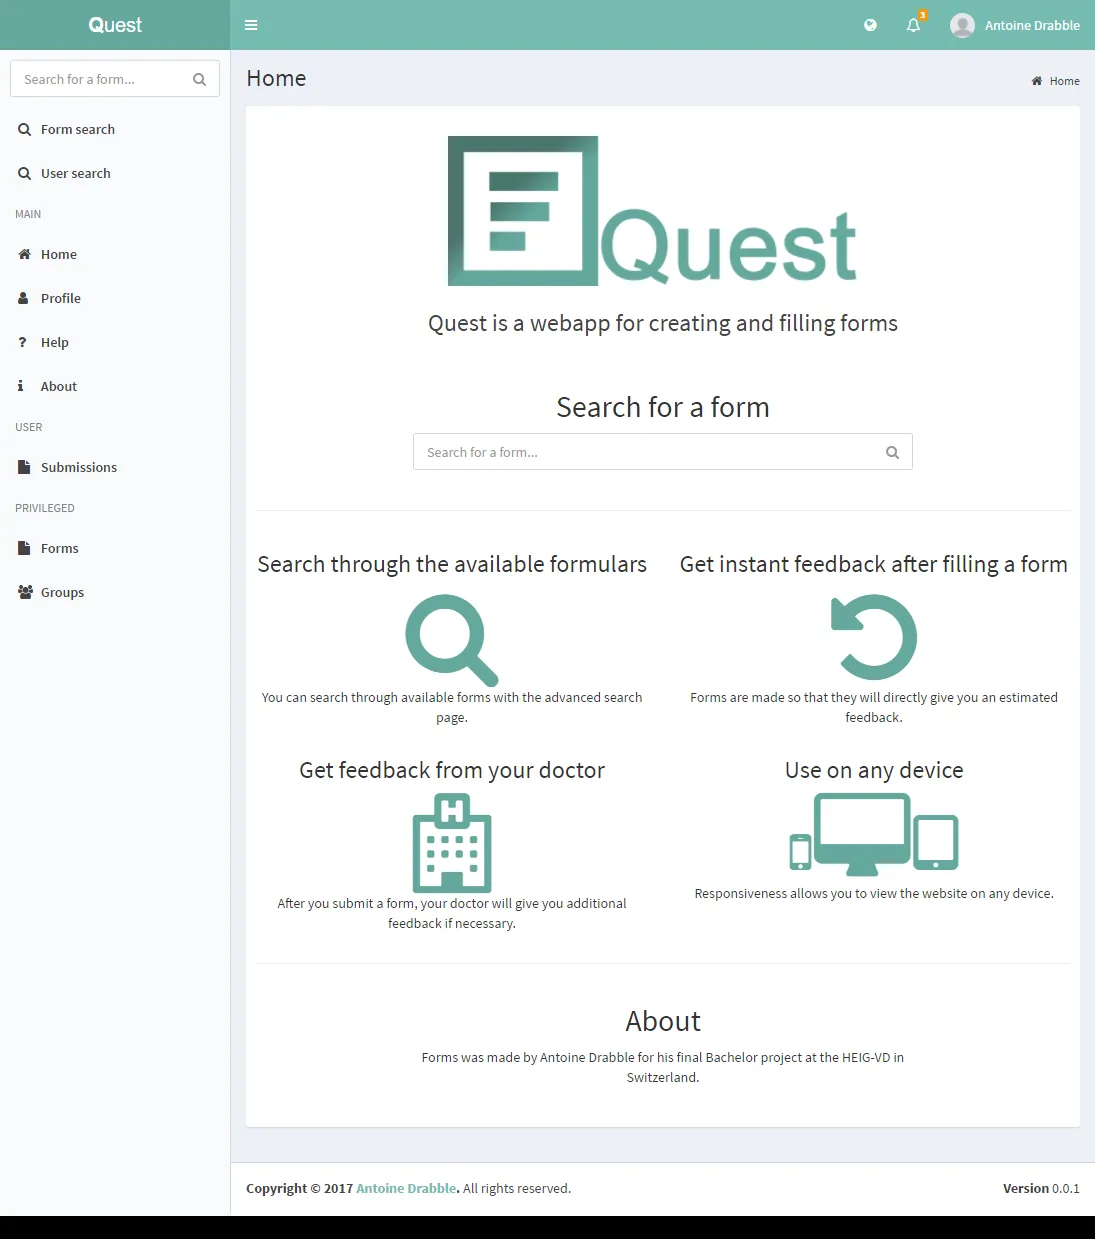 Quest
3
Antoine Drabble
Search for a form...
Form search
User search
MAIN
Home
Profile
Help
About
USER
Submissions
PRIVILEGED
Forms
Groups
Home
Home
Quest
Quest is a webapp for creating and filling forms
Search for a form
Search for a form...
Search through the available formulars
You can search through available forms with the advanced search
page.
Get instant feedback after filling a form
Forms are made so that they will directly give you an estimated
feedback.
Get feedback from your doctor
H
After you submit a form, your doctor will give you additional
feedback if necessary.
Use on any device
Responsiveness allows you to view the website on any device.
About
Forms was made by Antoine Drabble for his final Bachelor project at the HEIG-VD in
Switzerland.
Copyright © 2017 Antoine Drabble. All rights reserved.
Version 0.0.1